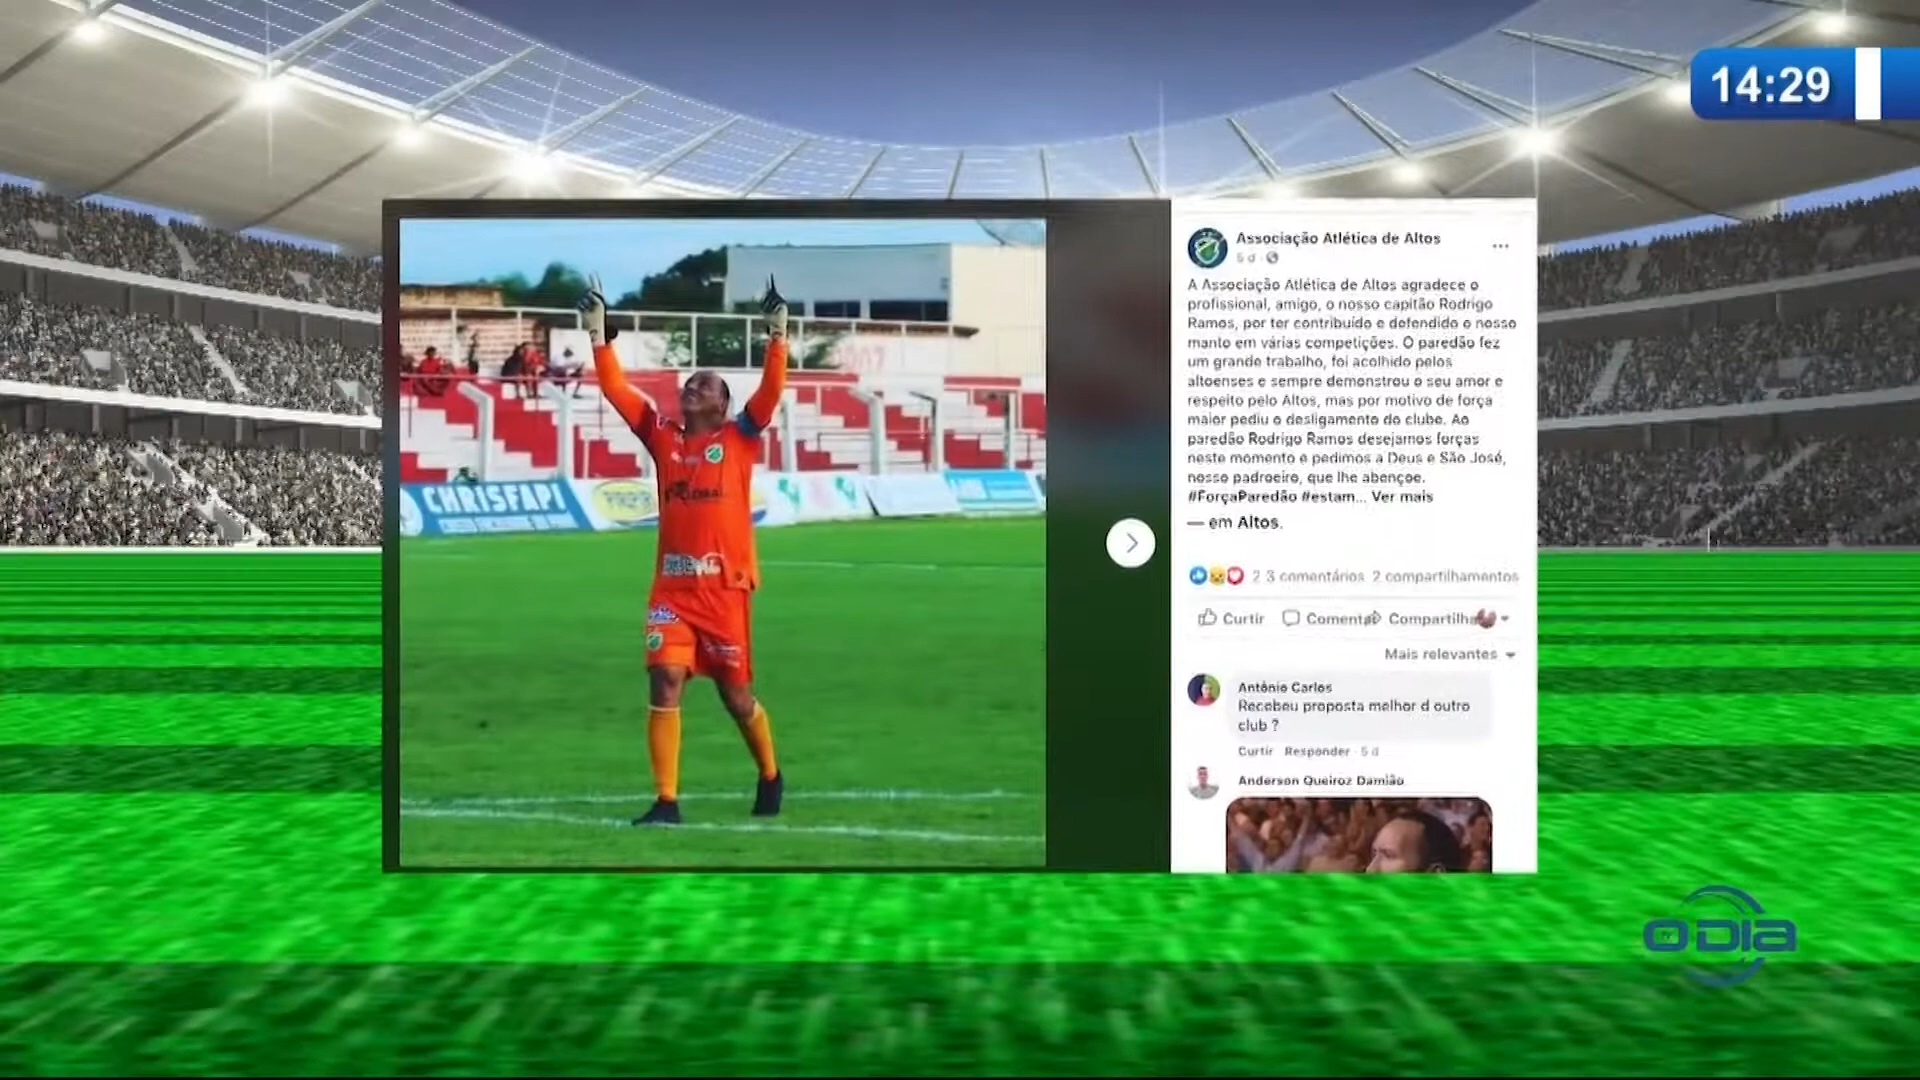 14:29
Associação Atlética de Altos
5 d
A Associação Atlética de Altos agradece o
profissional, amigo, o nosso capitão Rodrigo
Ramos, por ter contribuído e defendido o nosso
manto em várias competições. O paredão fez
um grande trabalho, foi acolhido pelos
altoenses e sempre demonstrou o seu amor e
respeito pelo Altos, mas por motivo de força
maior pediu o desligamento do clube. Ao
paredão Rodrigo Ramos desejamos forças
neste momento e pedimos a Deus e São José,
nosso padroeiro, que lhe abençoe.
#ForçaParedão #estam... Ver mais
— em Altos.
2 3 comentários 2 compartilhamentos
Curtir Comenta Compartilha
Mais relevantes
Antônio Carlos
Recebeu proposta melhor d outro
club ?
Curtir Responder · 5 d
Anderson Queiroz Damião
CHRISFAPI
O DIA